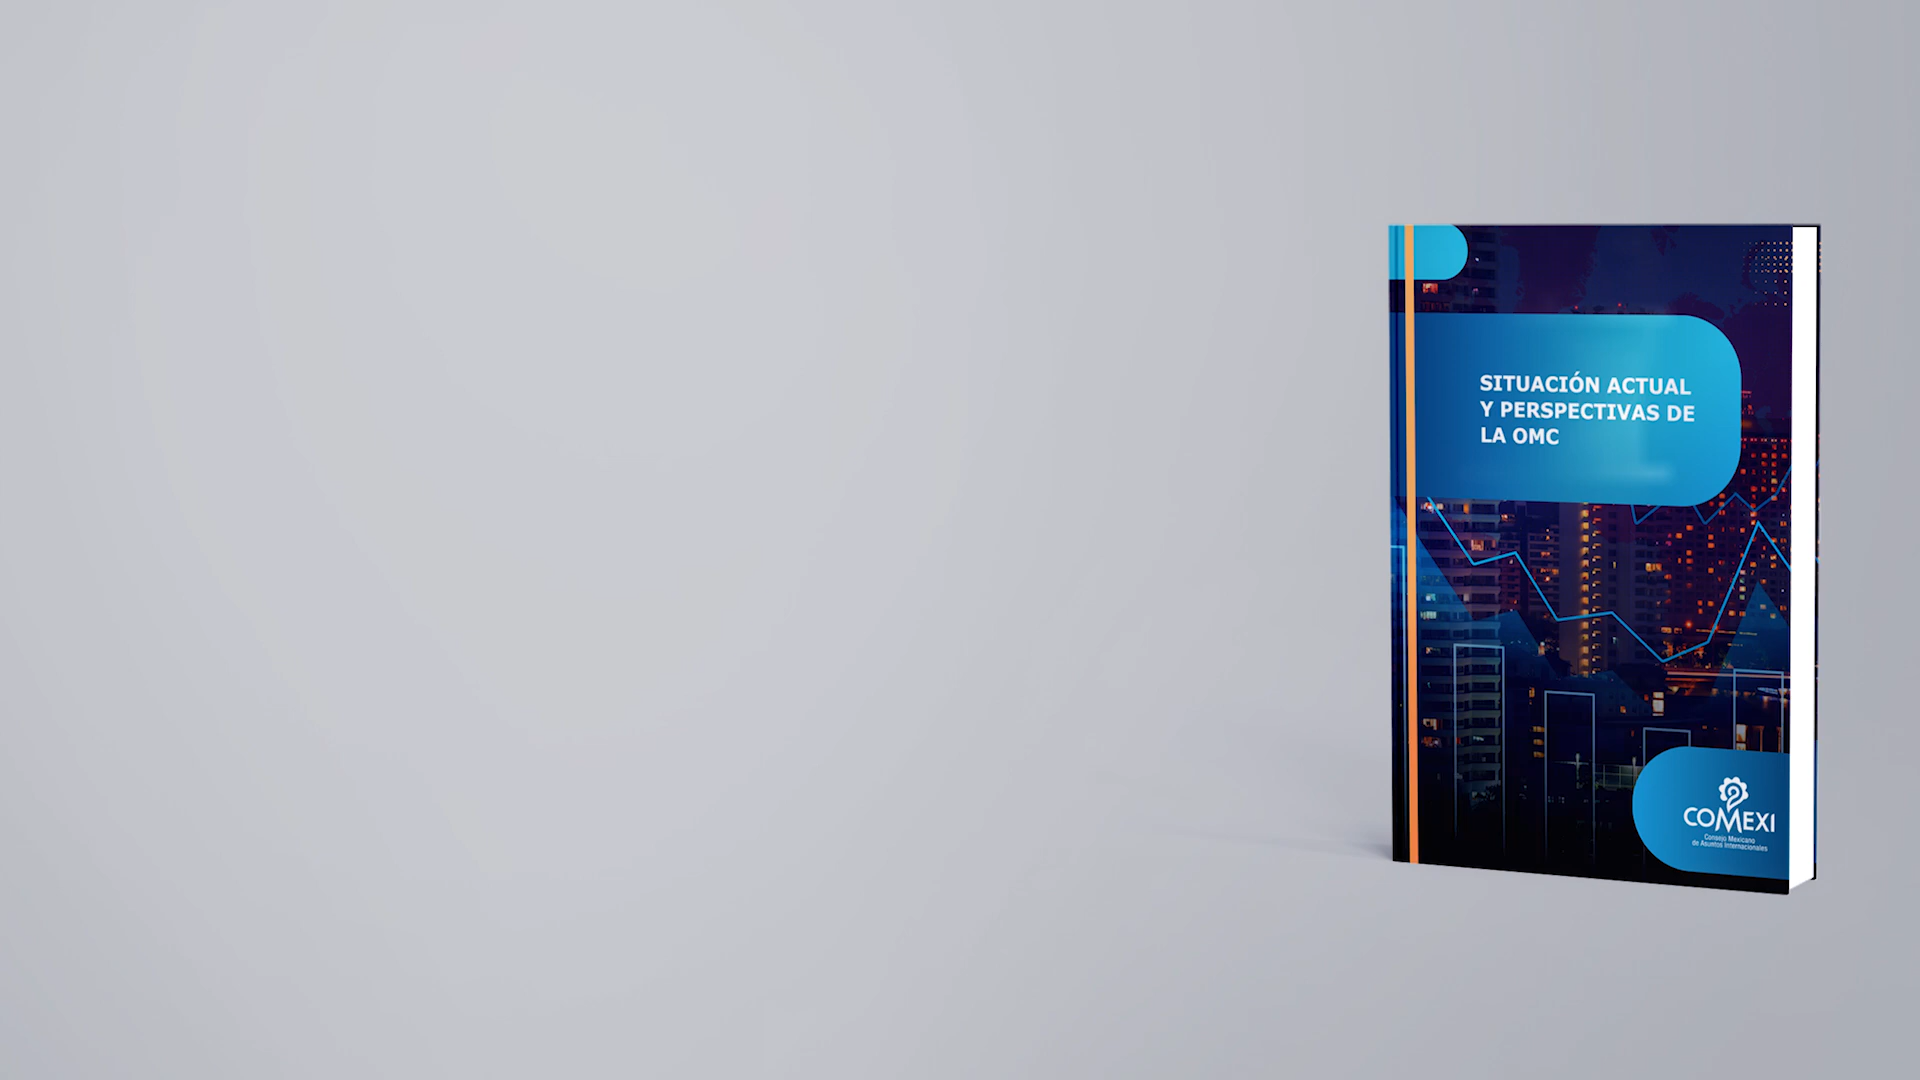 SITUACIÓN ACTUAL
Y PERSPECTIVAS DE
LA OMC
COMEXI
Consejo Mexicano
de Asuntos Internacionales